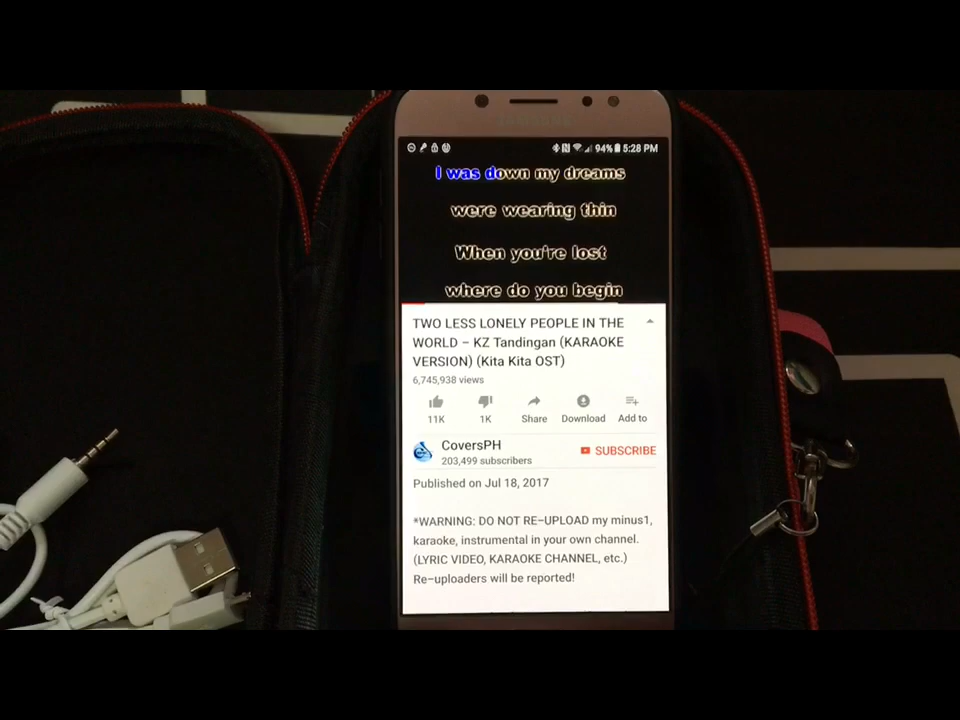 SAMSUNG
94% 5:28 PM
I was down my dreams
were wearing thin
When you're lost
where do you begin
TWO LESS LONELY PEOPLE IN THE
WORLD – KZ Tandingan (KARAOKE
VERSION) (Kita Kita OST)
6,745,938 views
11K 1K Share Download Add to
CoversPH
203,499 subscribers
SUBSCRIBE
Published on Jul 18, 2017
*WARNING: DO NOT RE-UPLOAD my minus1,
karaoke, instrumental in your own channel.
(LYRIC VIDEO, KARAOKE CHANNEL, etc.)
Re-uploaders will be reported!